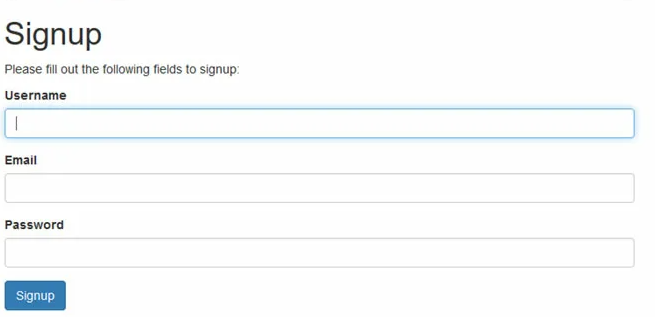 Signup
Please fill out the following fields to signup:
Username
Email
Password
Signup